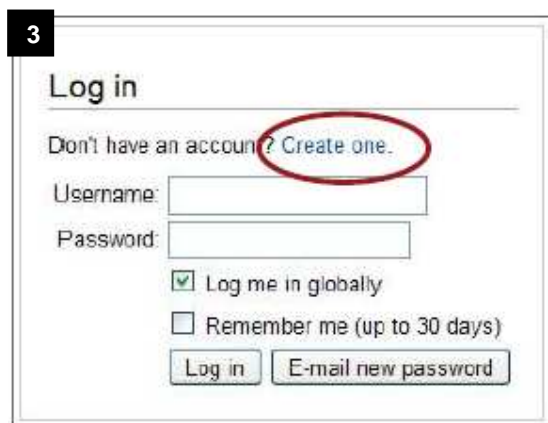 3
Log in
Don't have an account? Create one.
Username:
Password:
Log me in globally
Remember me (up to 30 days)
Log in E-mail new password